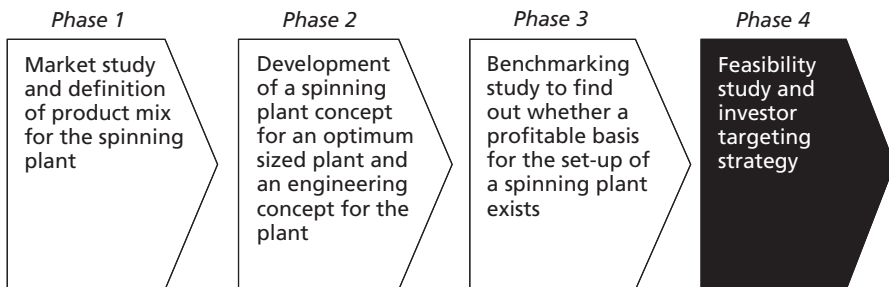 Phase 1
Market study
and definition
of product mix
for the spinning
plant
Phase 2
Development
of a spinning
plant concept
for an optimum
sized plant and
an engineering
concept for the
plant
Phase 3
Benchmarking
study to find
out whether a
profitable basis
for the set-up of
a spinning plant
exists
Phase 4
Feasibility
study and
investor
targeting
strategy